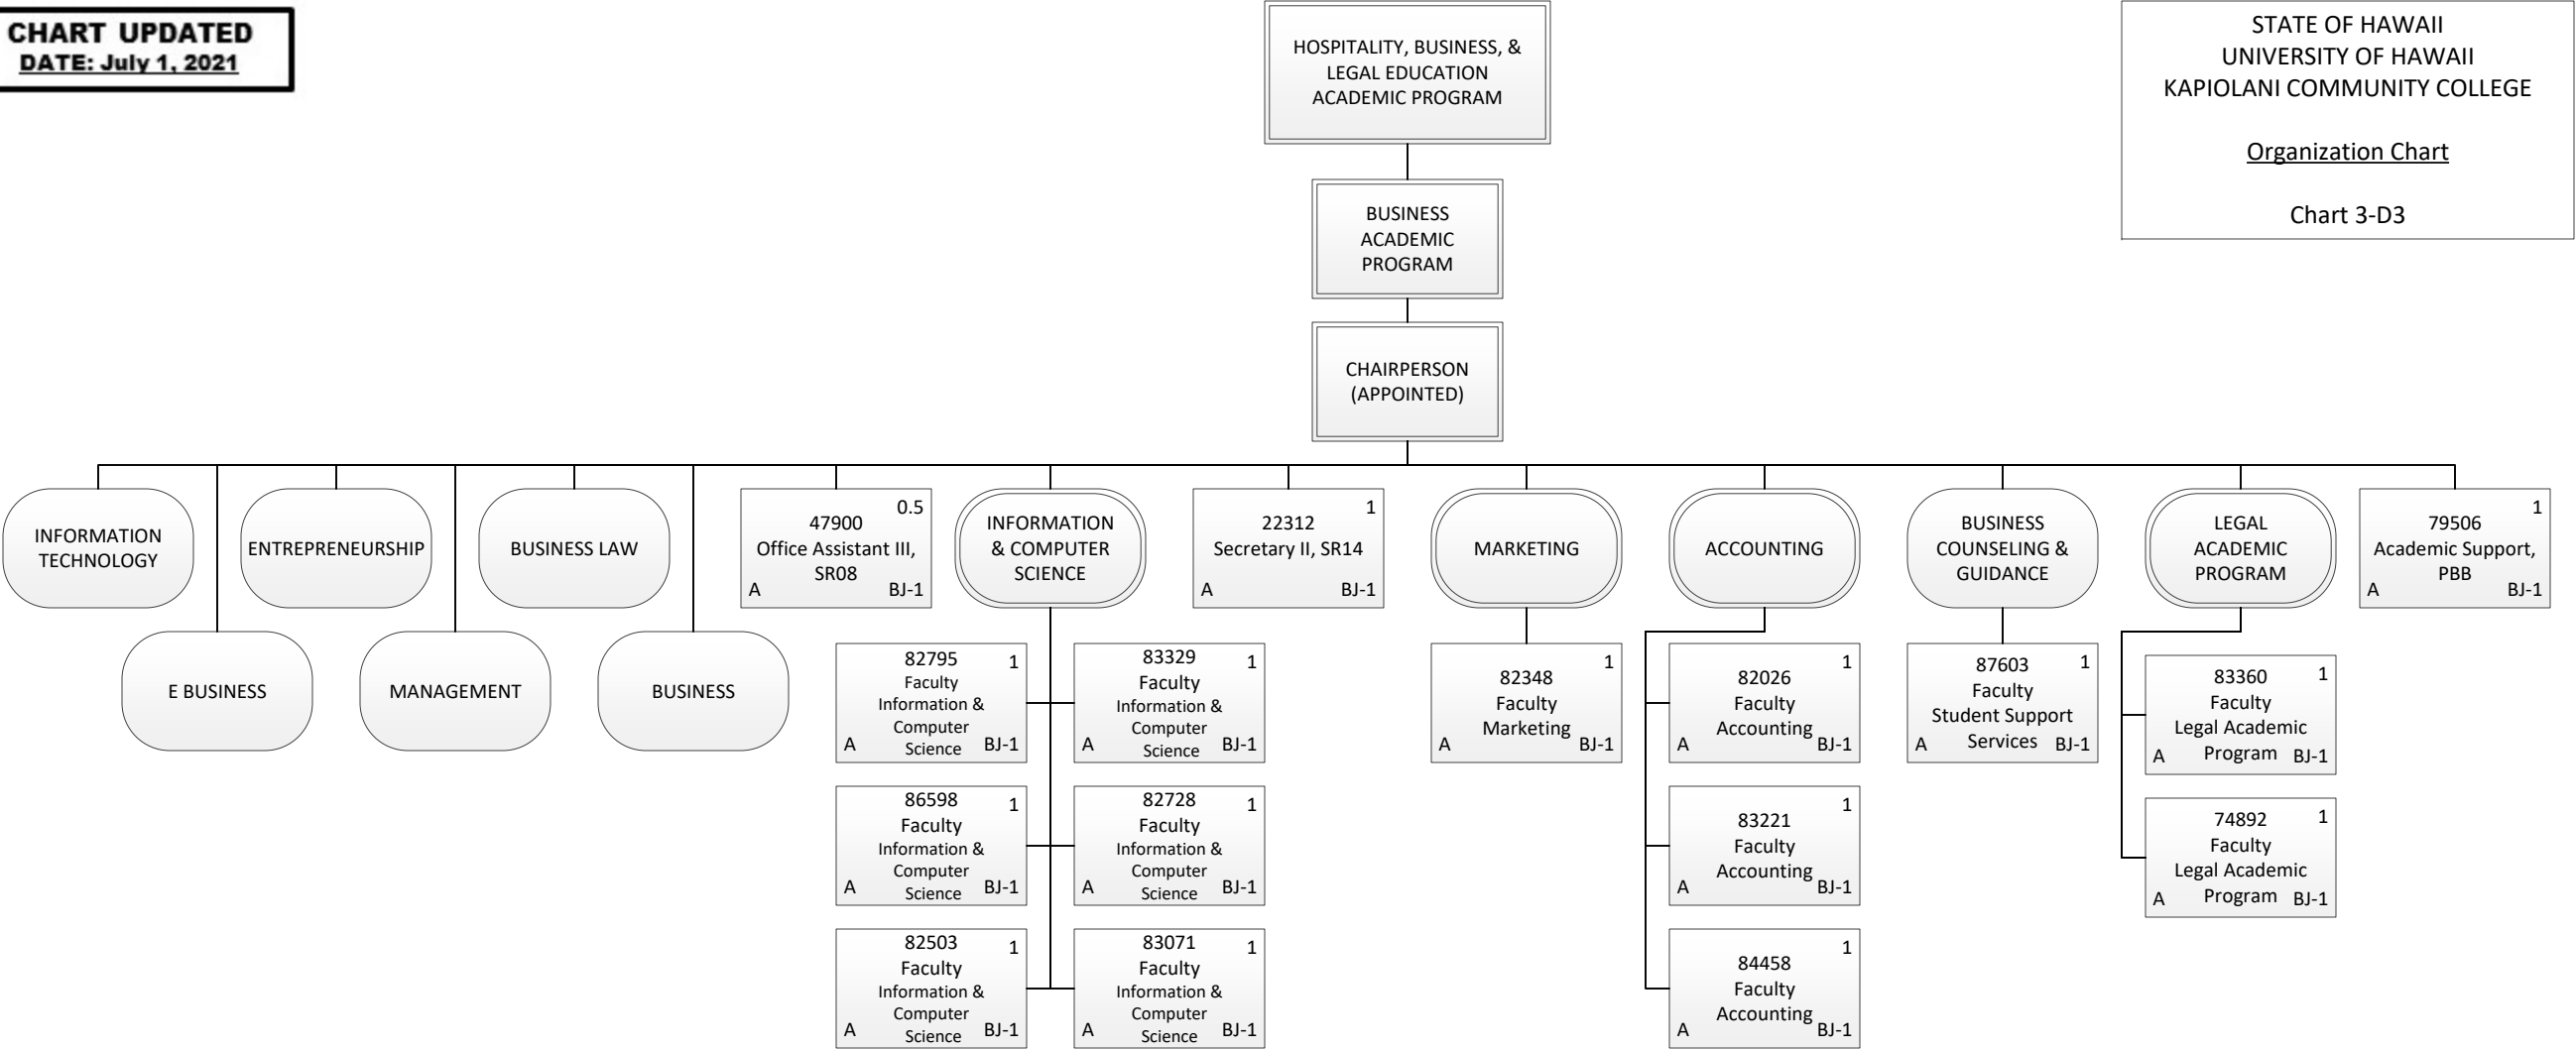 CHART UPDATED
DATE: July 1, 2021
HOSPITALITY, BUSINESS, &
LEGAL EDUCATION
ACADEMIC PROGRAM
STATE OF HAWAII
UNIVERSITY OF HAWAII
KAPIOLANI COMMUNITY COLLEGE
Organization Chart
Chart 3-D3
BUSINESS
ACADEMIC
PROGRAM
CHAIRPERSON
(APPOINTED)
INFORMATION
TECHNOLOGY
ENTREPRENEURSHIP
BUSINESS LAW
0.5
47900
Office Assistant III,
SR08
A BJ-1
INFORMATION
& COMPUTER
SCIENCE
1
22312
Secretary II, SR14
A BJ-1
MARKETING
ACCOUNTING
BUSINESS
COUNSELING &
GUIDANCE
LEGAL
ACADEMIC
PROGRAM
1
79506
Academic Support,
PBB
A BJ-1
E BUSINESS
MANAGEMENT
BUSINESS
82795 1
Faculty
Information &
Computer
Science
A BJ-1
83329 1
Faculty
Information &
Computer
Science
A BJ-1
86598 1
Faculty
Information &
Computer
Science
A BJ-1
82728 1
Faculty
Information &
Computer
Science
A BJ-1
82503 1
Faculty
Information &
Computer
Science
A BJ-1
83071 1
Faculty
Information &
Computer
Science
A BJ-1
1
82348
Faculty
Marketing
A BJ-1
1
82026
Faculty
Accounting
A BJ-1
1
83221
Faculty
Accounting
A BJ-1
1
84458
Faculty
Accounting
A BJ-1
87603 1
Faculty
Student Support
Services
A BJ-1
83360 1
Faculty
Legal Academic
Program
A BJ-1
74892 1
Faculty
Legal Academic
Program
A BJ-1